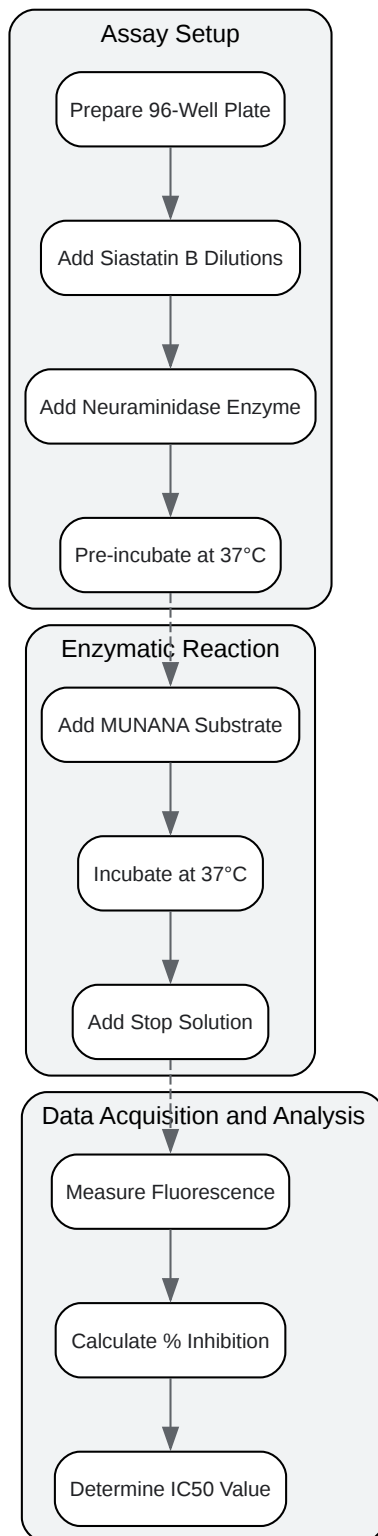 Assay Setup
Prepare 96-Well Plate
Add Siastatin B Dilutions
Add Neuraminidase Enzyme
Pre-incubate at 37°C
Enzymatic Reaction
Add MUNANA Substrate
Incubate at 37°C
Add Stop Solution
Data Acquisition and Analysis
Measure Fluorescence
Calculate % Inhibition
Determine IC50 Value